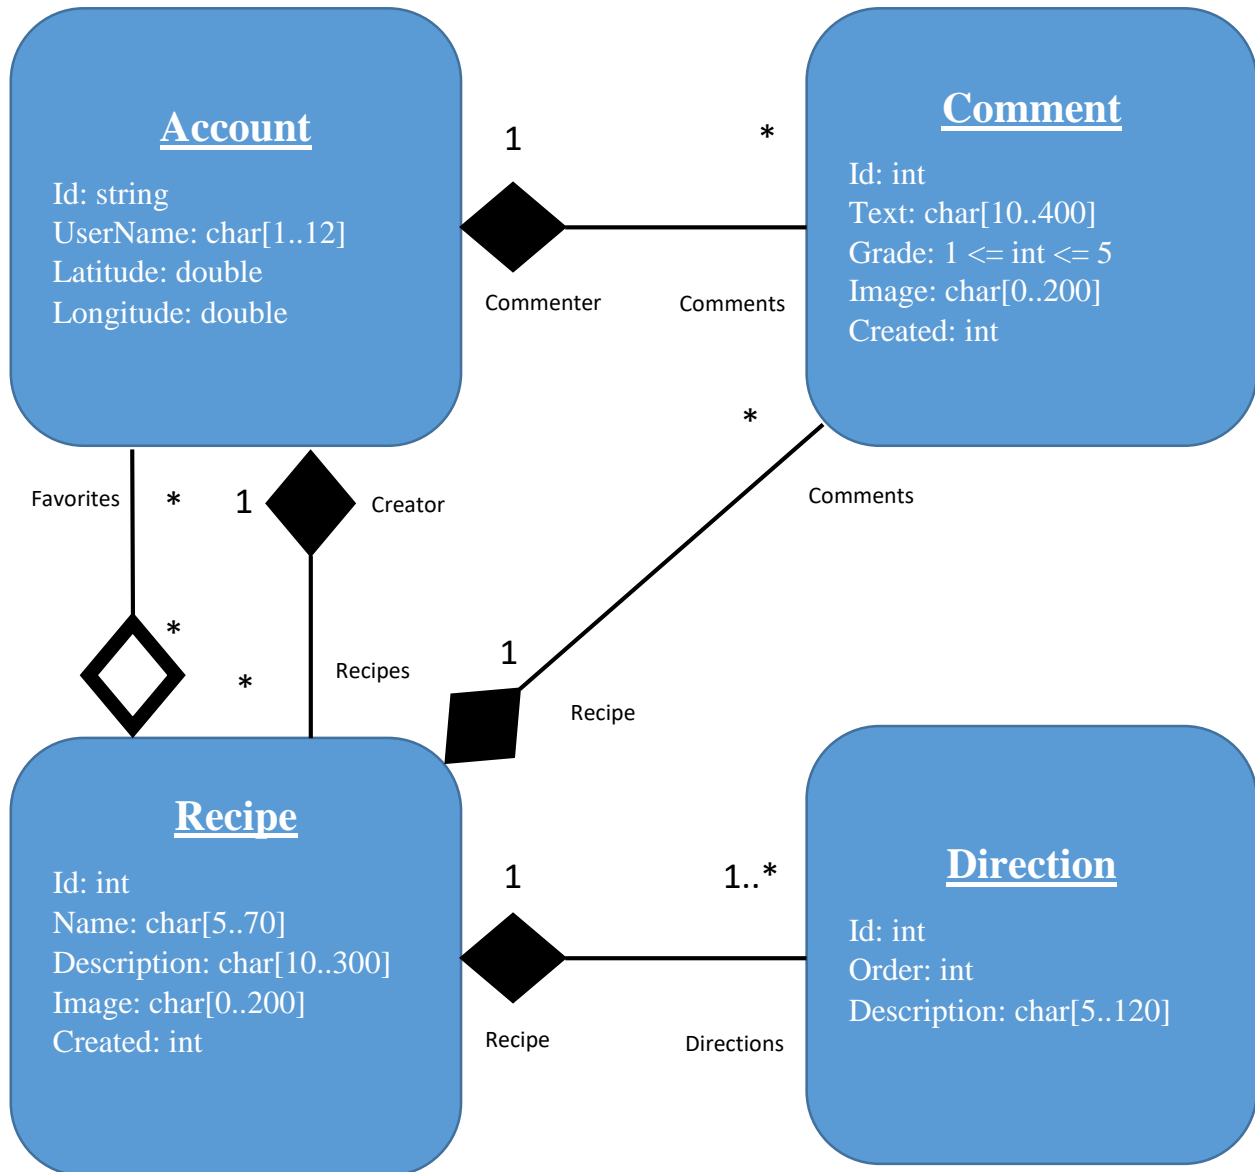 Account
Id: string
UserName: char[1..12]
Latitude: double
Longitude: double
1
*
Commenter
Comments
Comment
Id: int
Text: char[10..400]
Grade: 1 <= int <= 5
Image: char[0..200]
Created: int
Favorites
*
1
Creator
*
Comments
*
*
Recipes
1
Recipe
Recipe
Id: int
Name: char[5..70]
Description: char[10..300]
Image: char[0..200]
Created: int
1
1..*
Recipe
Directions
Direction
Id: int
Order: int
Description: char[5..120]